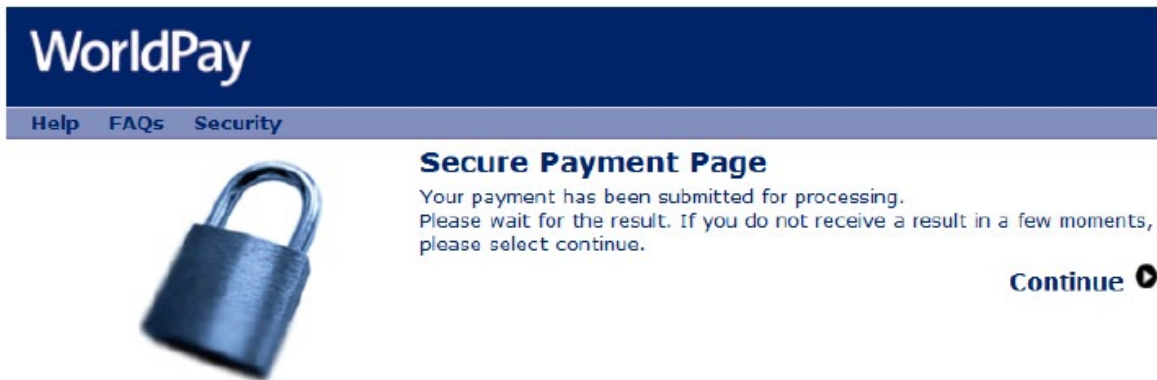 WorldPay
Help FAQs Security
Secure Payment Page
Your payment has been submitted for processing.
Please wait for the result. If you do not receive a result in a few moments,
please select continue.
Continue